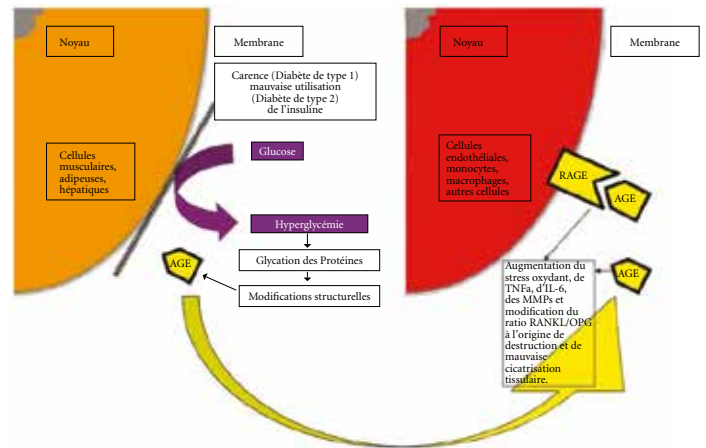 Noyau
Membrane
Carence (Diabète de type 1)
mauvaise utilisation
(Diabète de type 2)
de l'insuline
Cellules
musculaires,
adipeuses,
hépatiques
Glucose
Hyperglycémie
Glycation des Protéines
Modifications structurelles
AGE
Noyau
Membrane
Cellules
endothéliales,
monocytes,
macrophages,
autres cellules
RAGE
AGE
AGE
Augmentation du
stress oxydant, de
TNFa, d'IL-6,
des MMPs et
modification du
ratio RANKL/OPG
à l'origine de
destruction et de
mauvaise
cicatrisation
tissulaire.